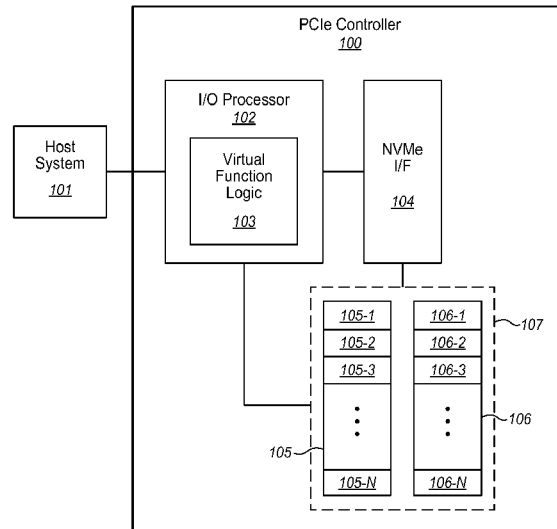 PCIe Controller
100
I/O Processor
102
Virtual
Function
Logic
103
NVMe
I/F
104
Host
System
101
105-1
106-1
107
105-2
106-2
105-3
106-3
105
106
105-N
106-N